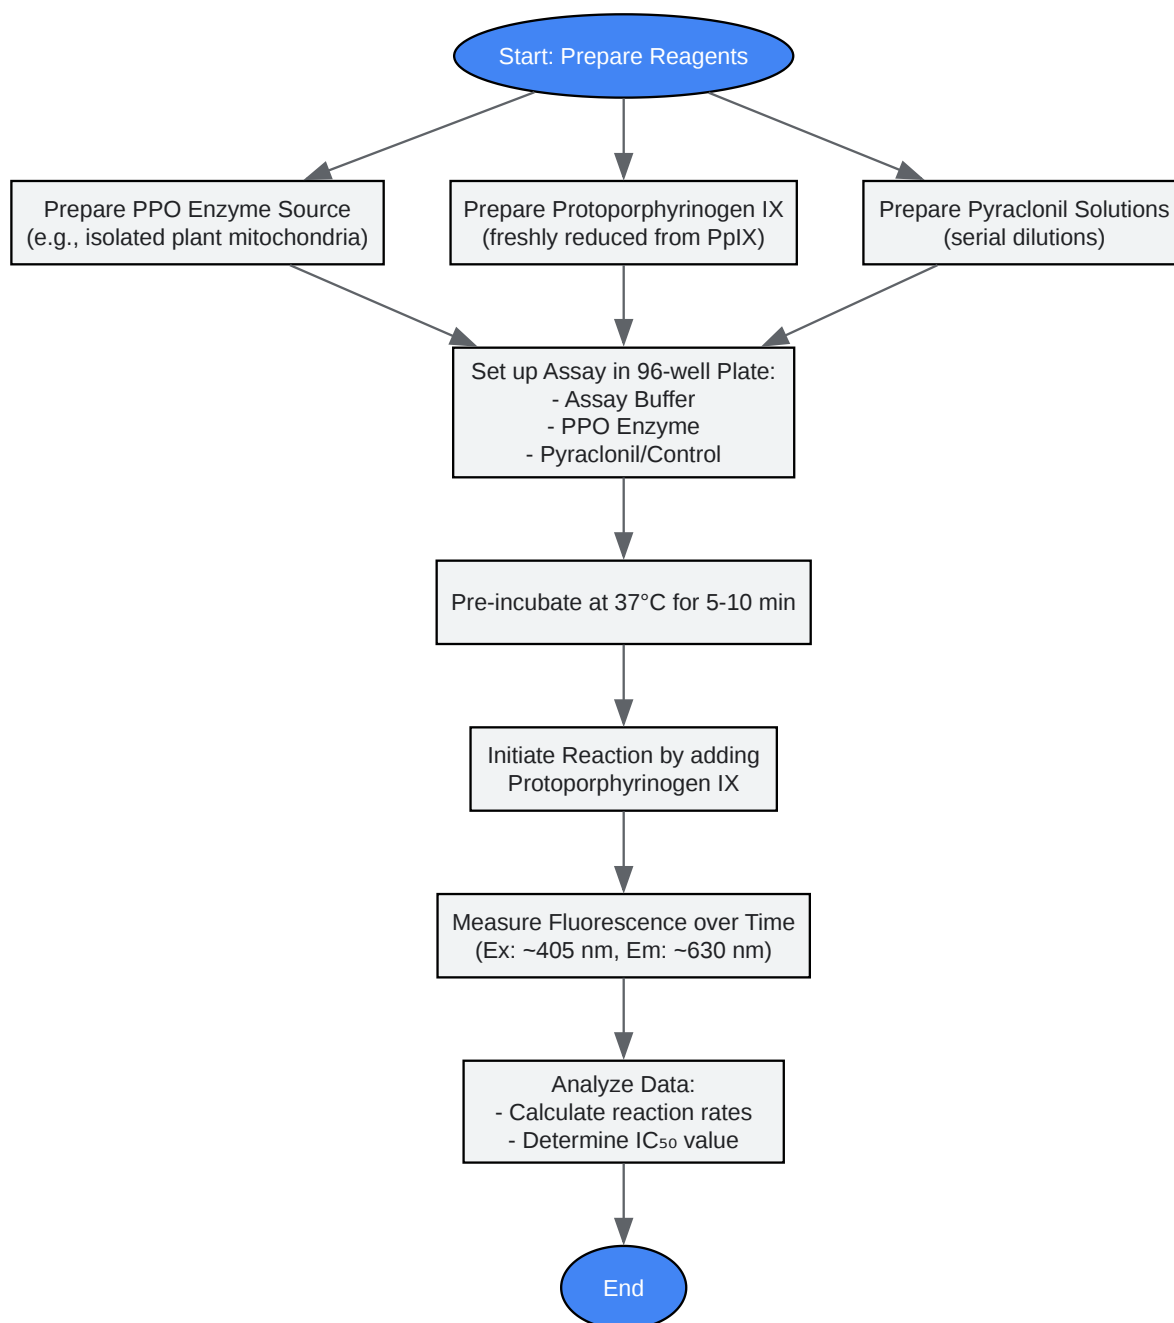 Start: Prepare Reagents
Prepare PPO Enzyme Source
(e.g., isolated plant mitochondria)
Prepare Protoporphyrinogen IX
(freshly reduced from PpIX)
Prepare Pyraclonil Solutions
(serial dilutions)
Set up Assay in 96-well Plate:
- Assay Buffer
- PPO Enzyme
- Pyraclonil/Control
Pre-incubate at 37°C for 5-10 min
Initiate Reaction by adding
Protoporphyrinogen IX
Measure Fluorescence over Time
(Ex: ~405 nm, Em: ~630 nm)
Analyze Data:
- Calculate reaction rates
- Determine IC₅₀ value
End